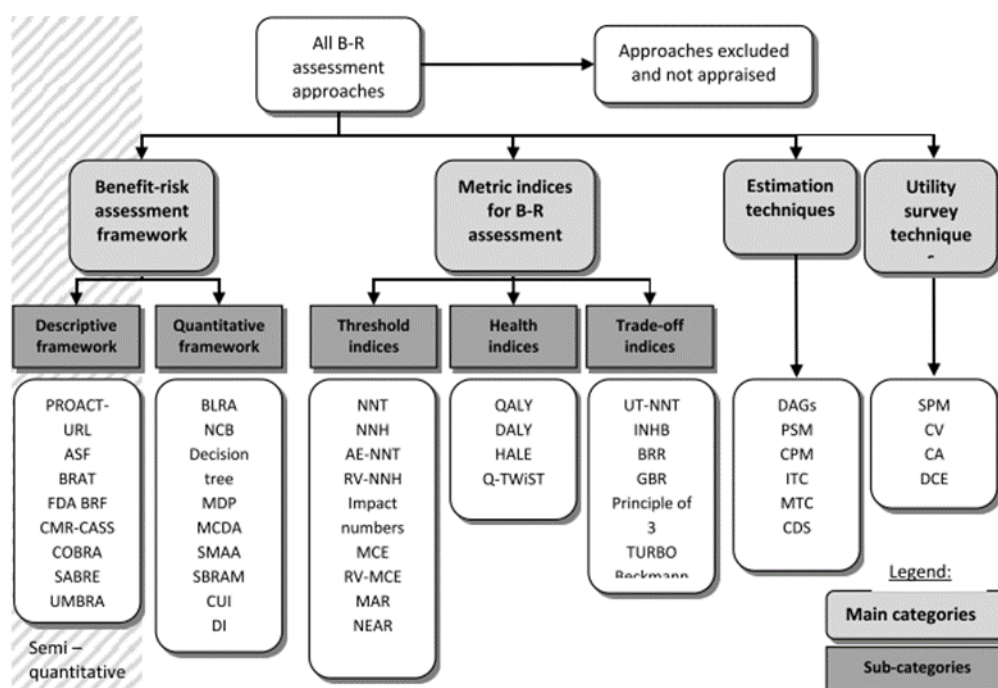 All B-R
assessment
approaches
Approaches excluded
and not appraised
Benefit-risk
assessment
framework
Metric indices
for B-R
assessment
Estimation
techniques
Utility
survey
technique
Descriptive
framework
Quantitative
framework
Threshold
indices
Health
indices
Trade-off
indices
PROACT-
URL
ASF
BRAT
FDA BRF
CMR-CASS
COBRA
SABRE
UMBRA
BLRA
NCB
Decision
tree
MDP
MCDA
SMAA
SBRAM
CUI
DI
NNT
NNH
AE-NNT
RV-NNH
Impact
numbers
MCE
RV-MCE
MAR
NEAR
QALY
DALY
HALE
Q-TWiST
UT-NNT
INHB
BRR
GBR
Principle of
3
TURBO
Beckmann
DAGs
PSM
CPM
ITC
MTC
CDS
SPM
CV
CA
DCE
Semi –
quantitative
Legend:
Main categories
Sub-categories